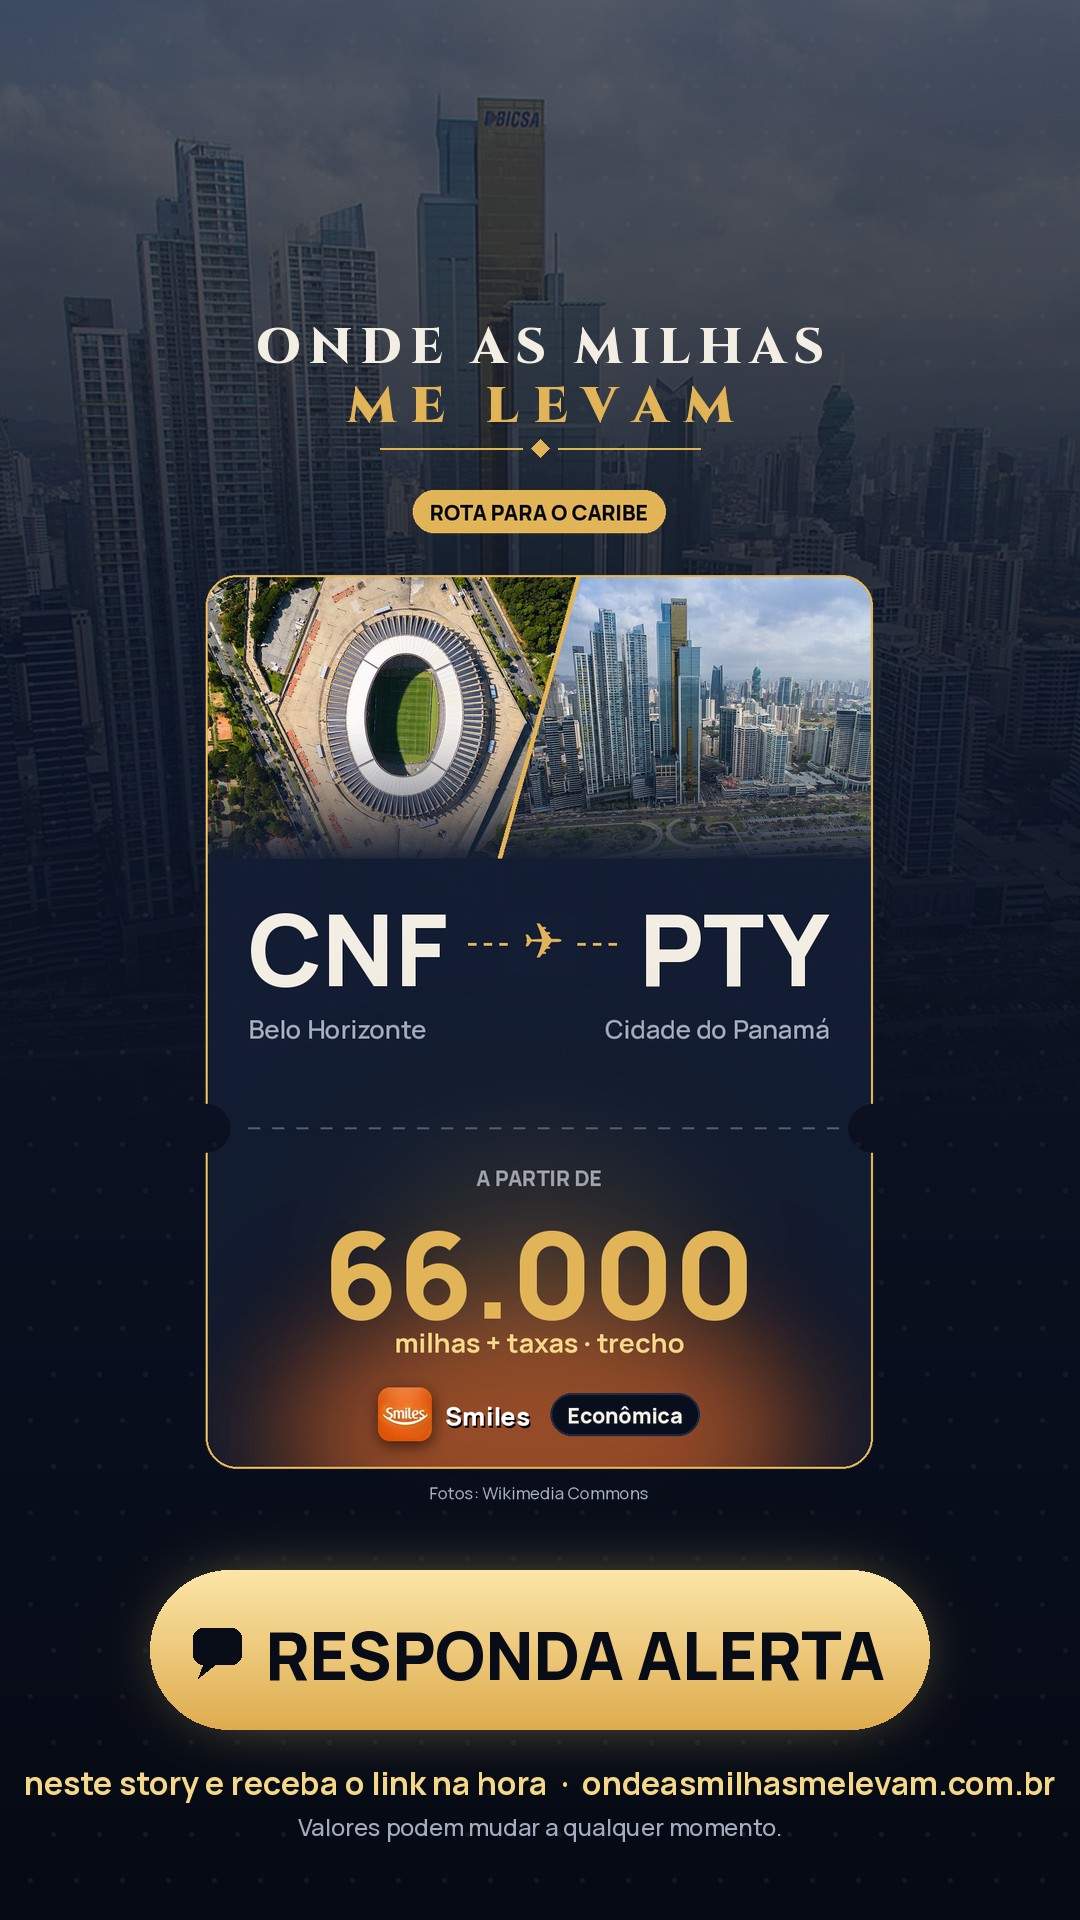 BICSA
ONDE AS MILHAS
ME LEVAM
ROTA PARA O CARIBE
CNF PTY
Belo Horizonte Cidade do Panamá
A PARTIR DE
66.000
milhas + taxas · trecho
Smiles Smiles Econômica
Fotos: Wikimedia Commons
RESPONDA ALERTA
neste story e receba o link na hora · ondeasmilhasmelevam.com.br
Valores podem mudar a qualquer momento.